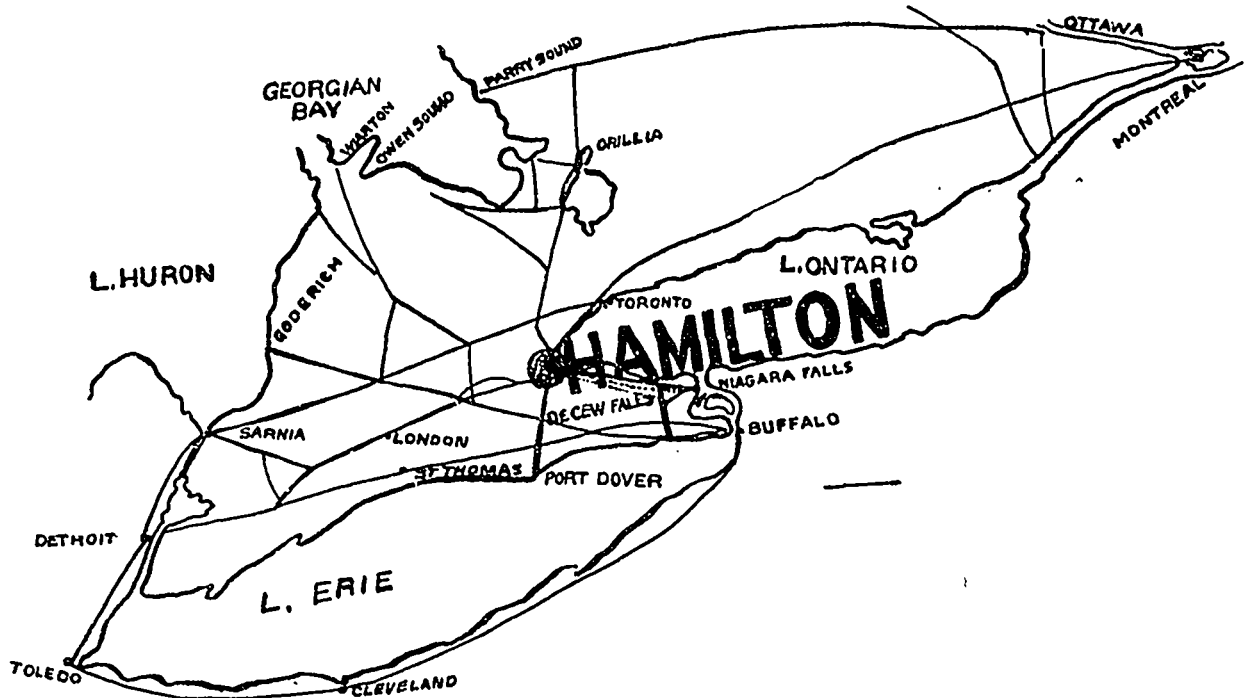 OTTAWA
PARRY SOUND
GEORGIAN
BAY
WIARTON
OWEN SOUND
MONTREAL
ORILLIA
L. HURON
GODERICH
L. ONTARIO
TORONTO
HAMILTON
NIAGARA FALLS
DECEW FALLS
BUFFALO
SARNIA
LONDON
ST THOMAS
PORT DOVER
DETROIT
L. ERIE
TOLEDO
CLEVELAND